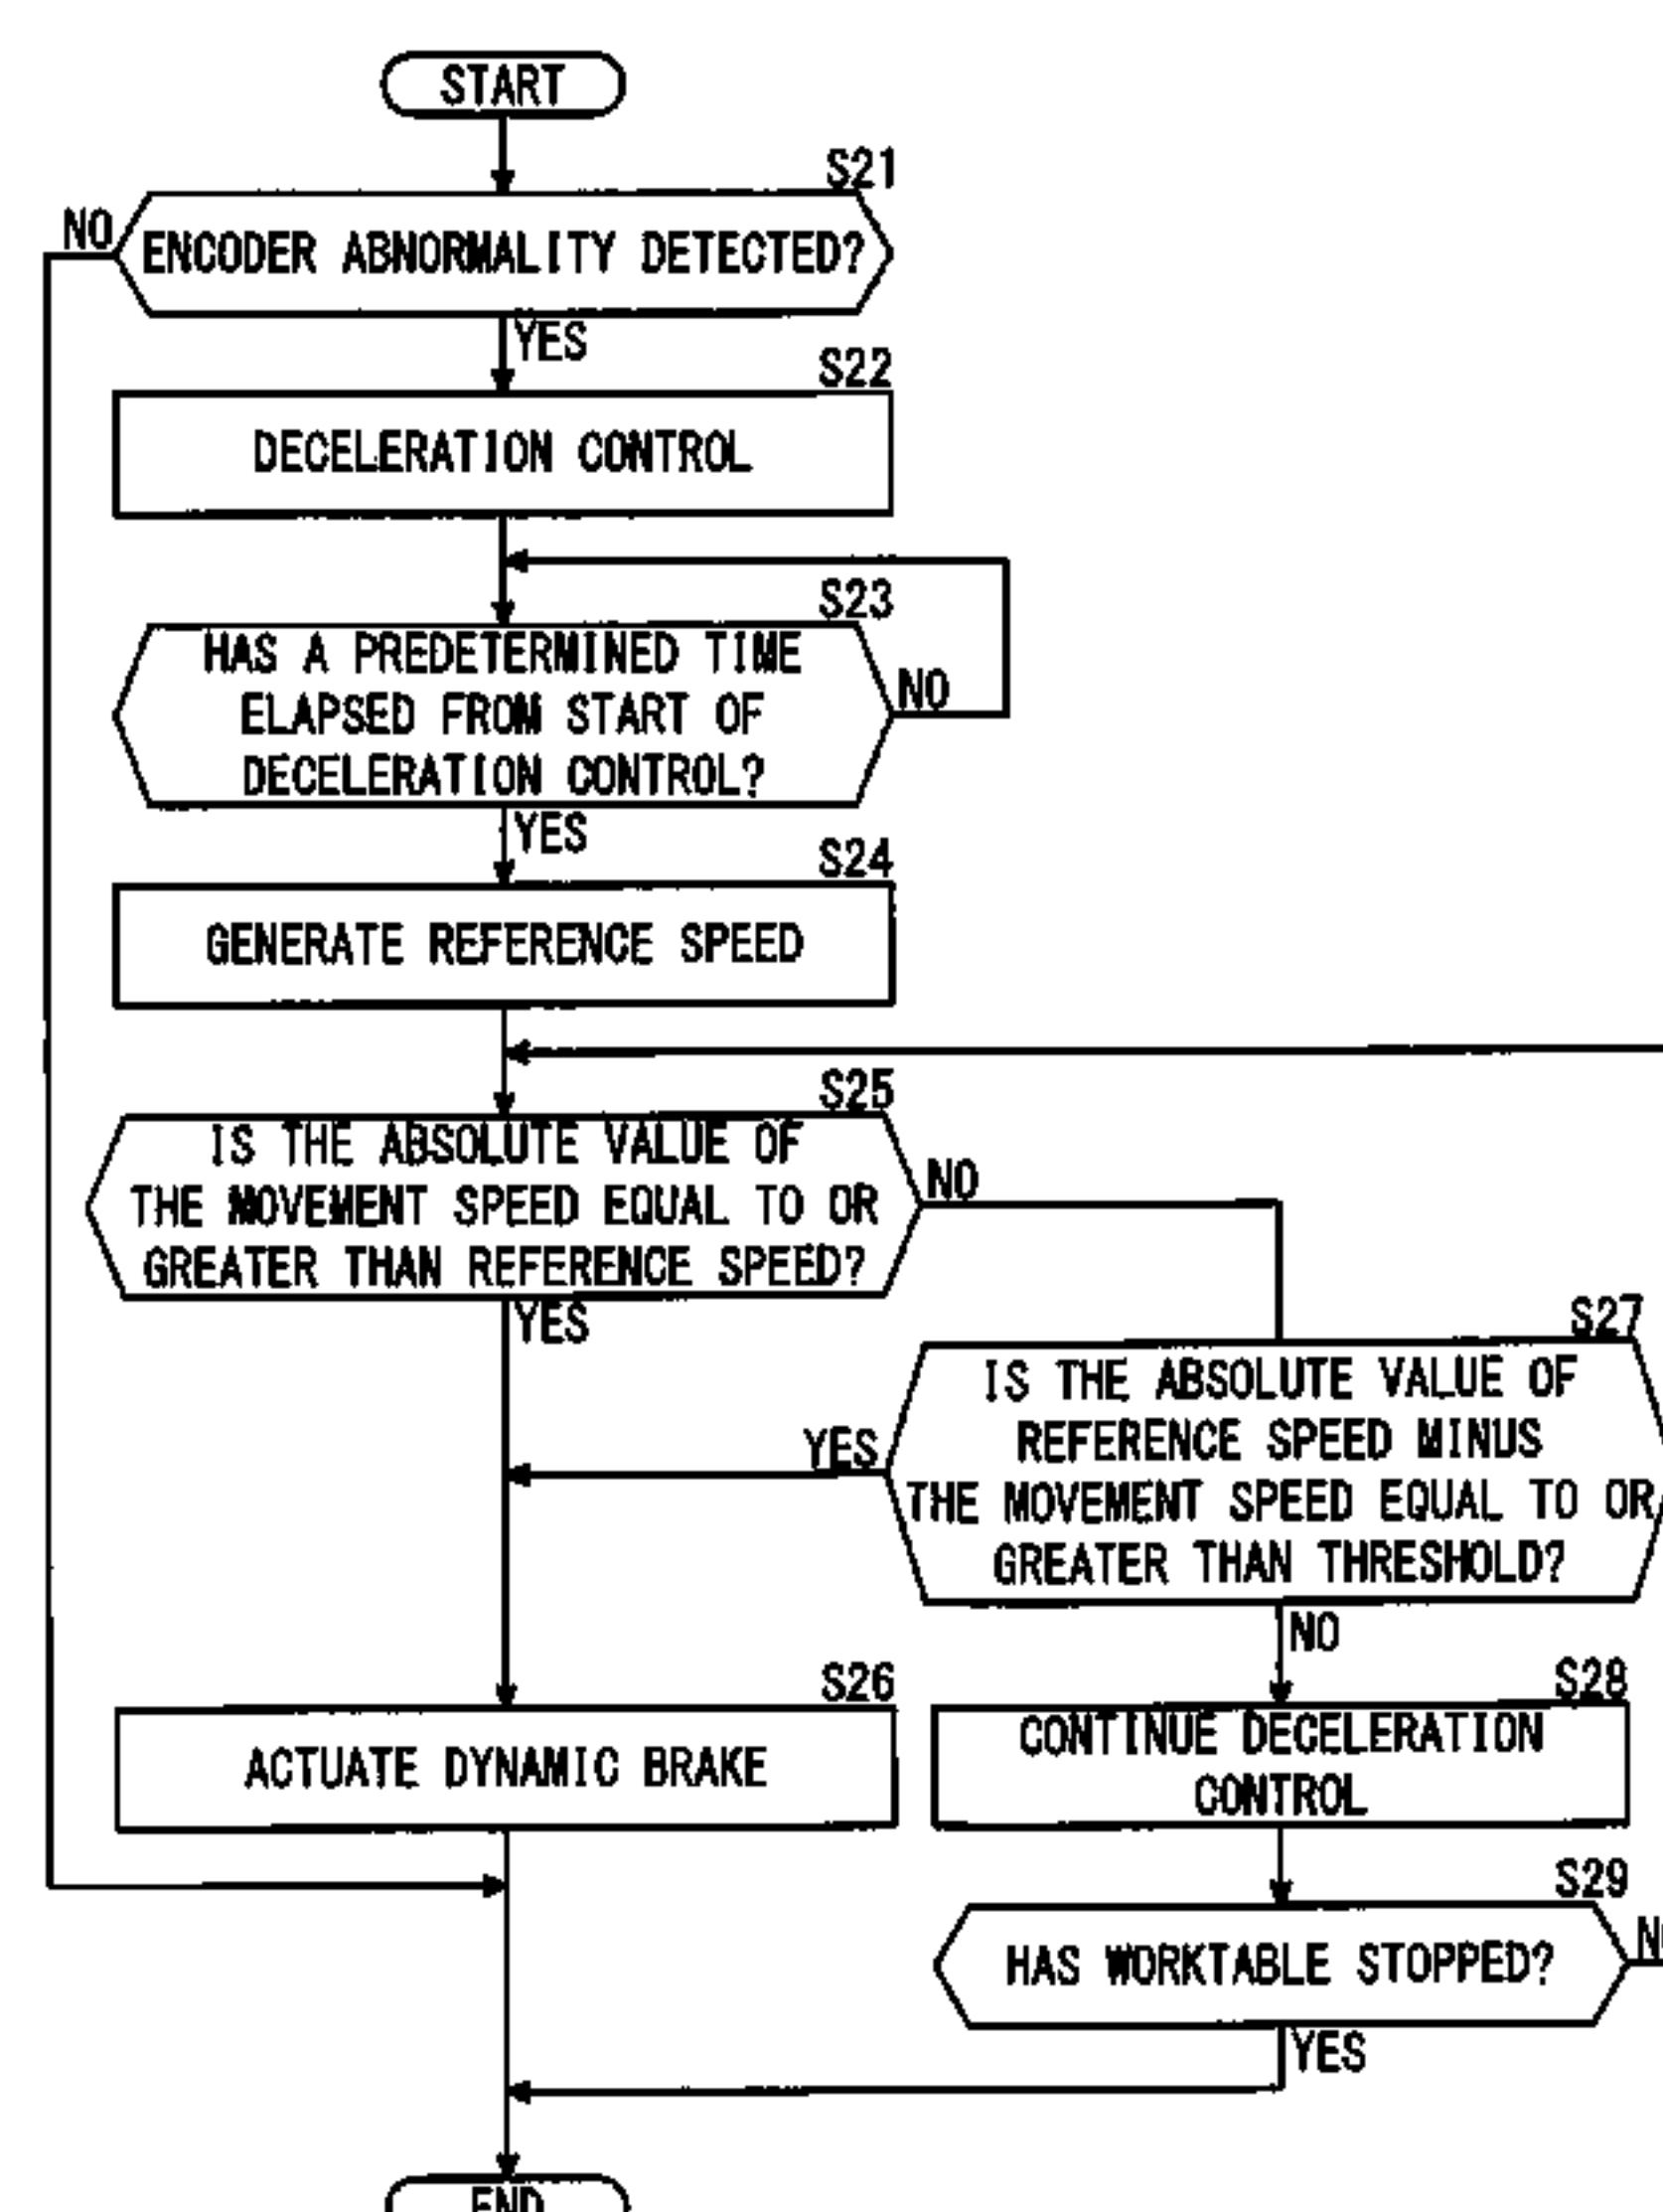 START
S21
NO
ENCODER ABNORMALITY DETECTED?
YES
S22
DECELERATION CONTROL
S23
HAS A PREDETERMINED TIME
ELAPSED FROM START OF
DECELERATION CONTROL?
NO
YES
S24
GENERATE REFERENCE SPEED
S25
IS THE ABSOLUTE VALUE OF
THE MOVEMENT SPEED EQUAL TO OR
GREATER THAN REFERENCE SPEED?
NO
YES
S27
IS THE ABSOLUTE VALUE OF
REFERENCE SPEED MINUS
THE MOVEMENT SPEED EQUAL TO OR
GREATER THAN THRESHOLD?
YES
NO
S26
ACTUATE DYNAMIC BRAKE
S28
CONTINUE DECELERATION
CONTROL
S29
HAS WORKTABLE STOPPED?
NO
YES
END